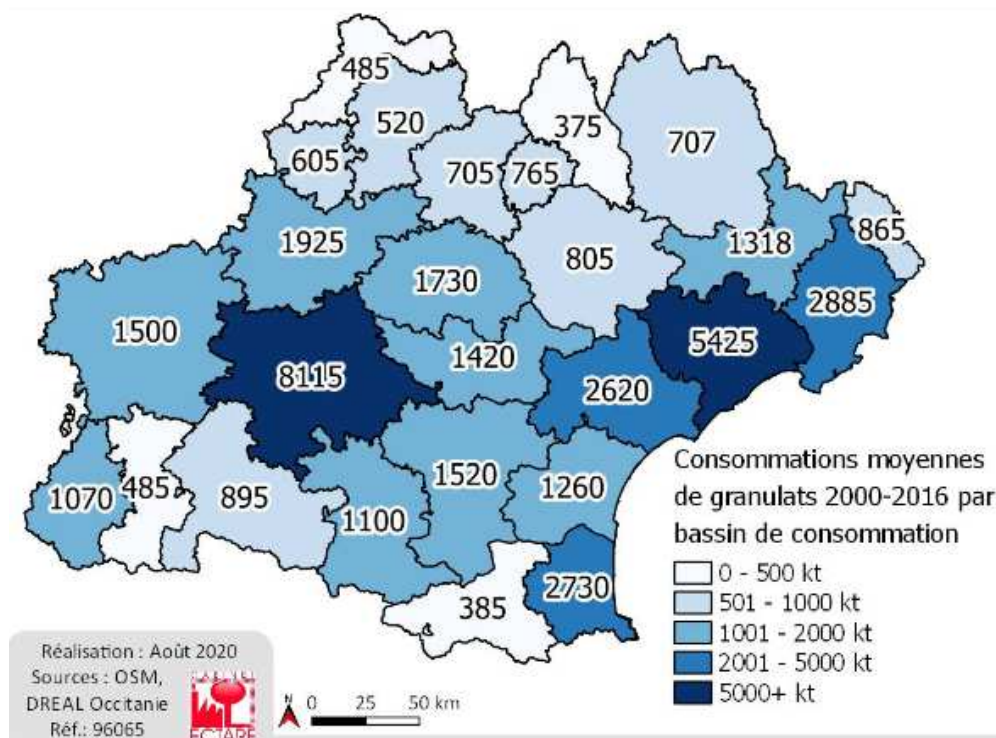 485
520
375
707
605
705
765
1925
865
1318
805
1730
2885
1500
5425
1420
8115
2620
1520
485
1260
1070
895
1100
2730
385
Consommations moyennes
de granulats 2000-2016 par
bassin de consommation
0 - 500 kt
501 - 1000 kt
1001 - 2000 kt
2001 - 5000 kt
5000+ kt
Réalisation : Août 2020
Sources : OSM,
DREAL Occitanie
Réf.: 96065
N
0 25 50 km